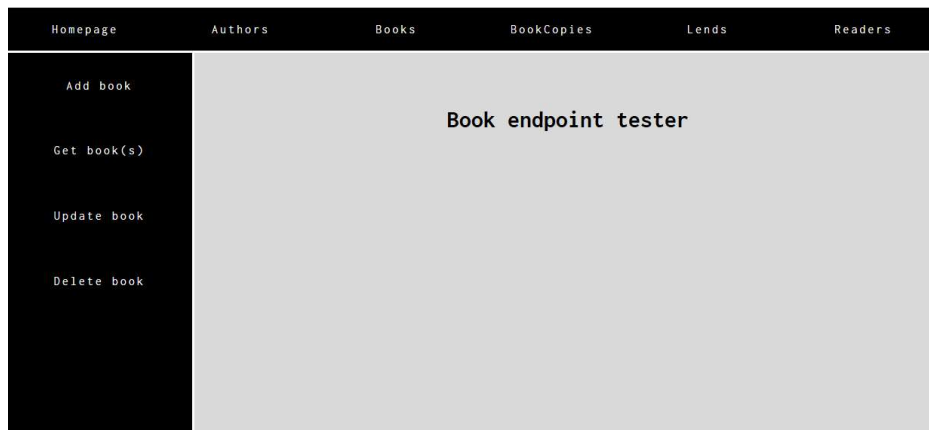 Homepage Authors Books BookCopies Lends Readers
Add book
Book endpoint tester
Get book(s)
Update book
Delete book